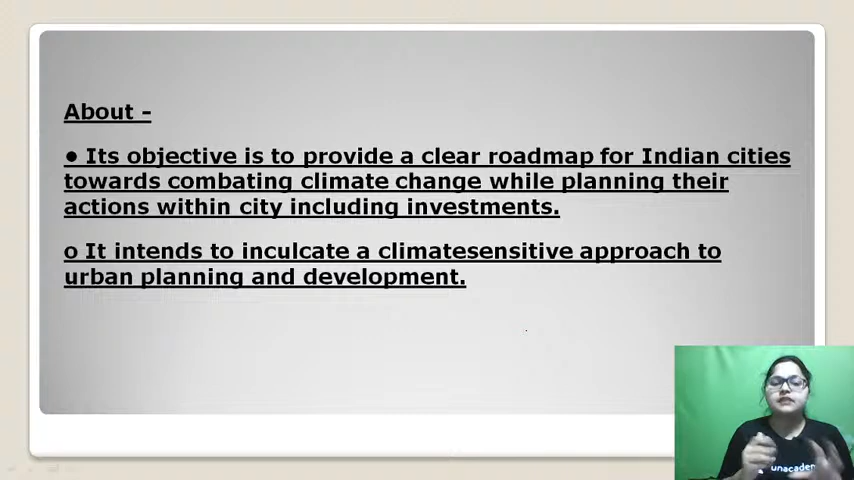 About -
● Its objective is to provide a clear roadmap for Indian cities
towards combating climate change while planning their
actions within city including investments.
o It intends to inculcate a climatesensitive approach to
urban planning and development.
unacadem